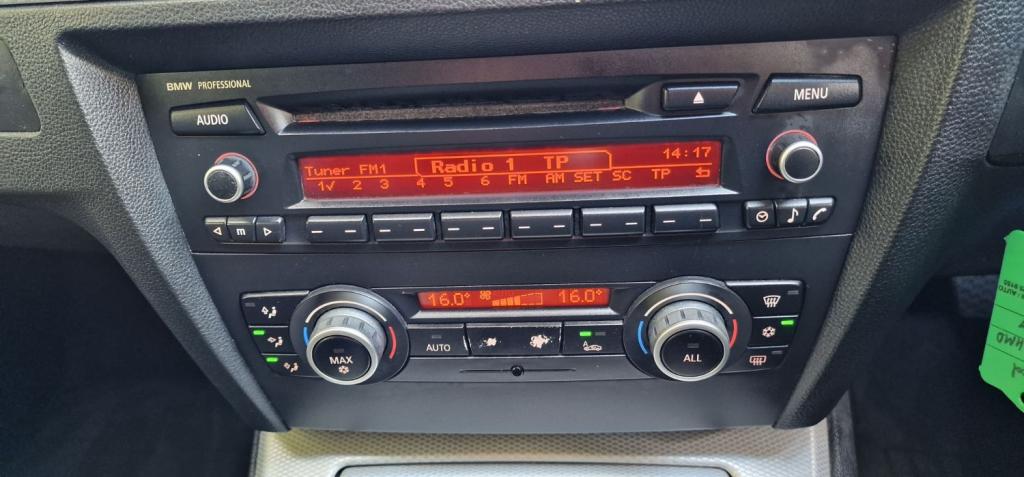 BMW PROFESSIONAL
AUDIO
MENU
Tuner FM1 Radio 1 TP 14:17
1✓ 2 3 4 5 6 FM AM SET SC TP
m
16.0° 16.0°
MAX
AUTO
ALL
/ AUTO